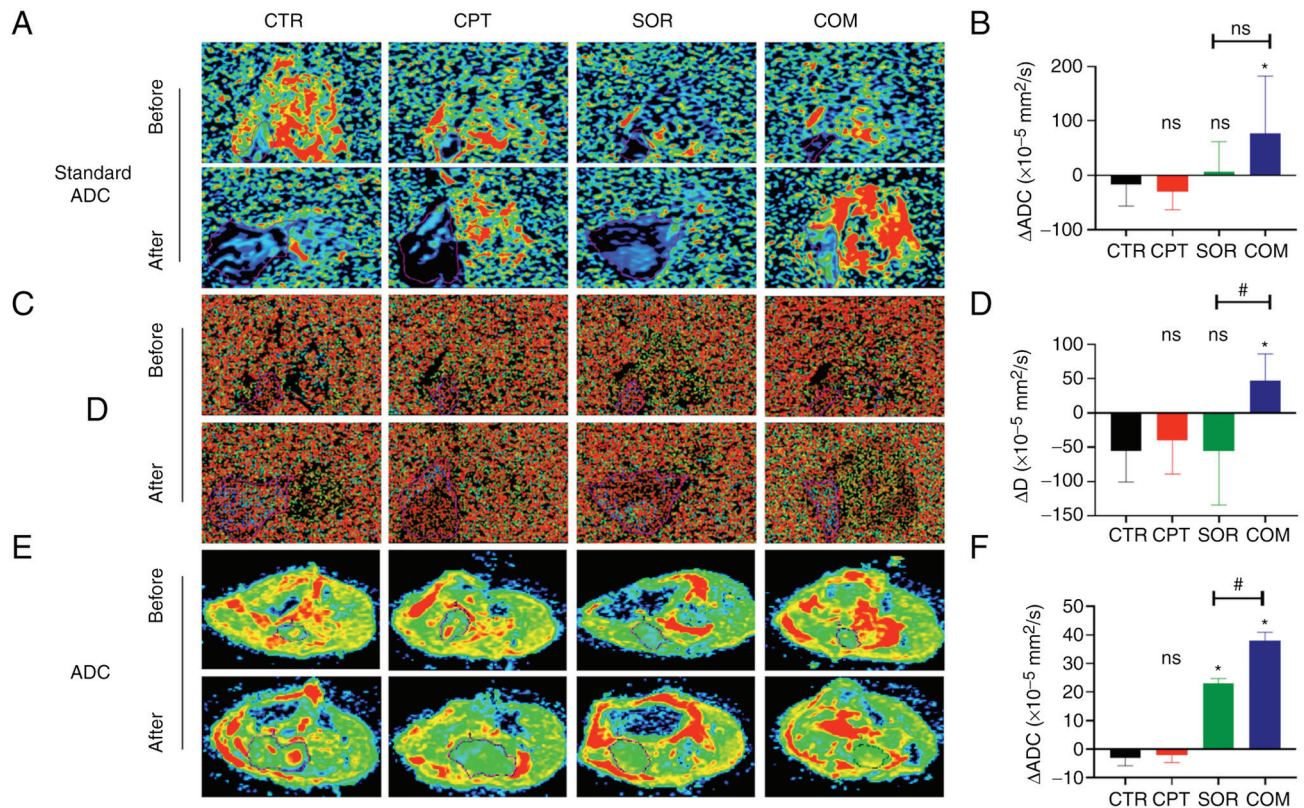 A
CTR CPT SOR COM
Standard
ADC
Before
After
B
ns
*
ns ns
200
100
0
−100
ΔADC (×10⁻⁵ mm²/s)
CTR CPT SOR COM
C
D
Before
After
D
#
ns ns *
100
50
0
−50
−100
−150
ΔD (×10⁻⁵ mm²/s)
CTR CPT SOR COM
E
ADC
Before
After
F
#
*
ns *
50
40
30
20
10
0
−10
ΔADC (×10⁻⁵ mm²/s)
CTR CPT SOR COM